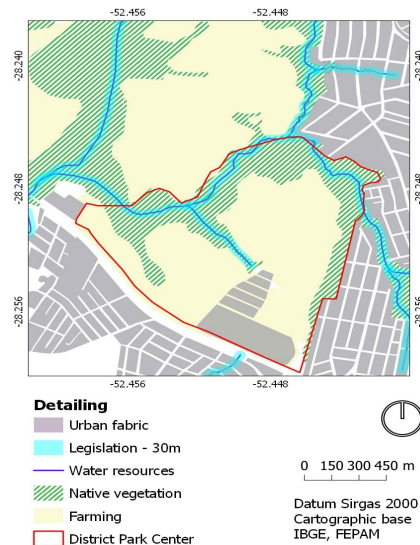 -52.456 -52.448
-28.240 -28.240
-28.248 -28.248
-28.256 -28.256
-52.456 -52.448
Detailing
Urban fabric
Legislation - 30m
Water resources
Native vegetation
Farming
District Park Center
0 150 300 450 m
Datum Sirgas 2000
Cartographic base
IBGE, FEPAM